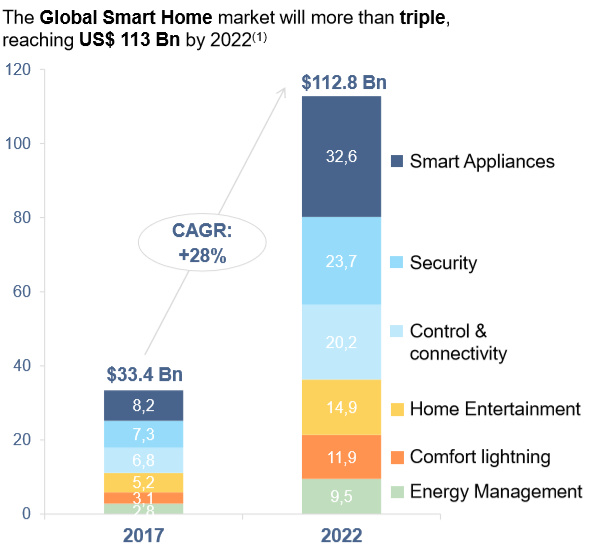 The Global Smart Home market will more than triple,
reaching US$ 113 Bn by 2022(1)
120
100
80
60
40
20
0
$112.8 Bn
32,6
23,7
20,2
14,9
11,9
9,5
CAGR:
+28%
$33.4 Bn
8,2
7,3
6,8
5,2
3,1
2,8
Smart Appliances
Security
Control &
connectivity
Home Entertainment
Comfort lightning
Energy Management
2017
2022